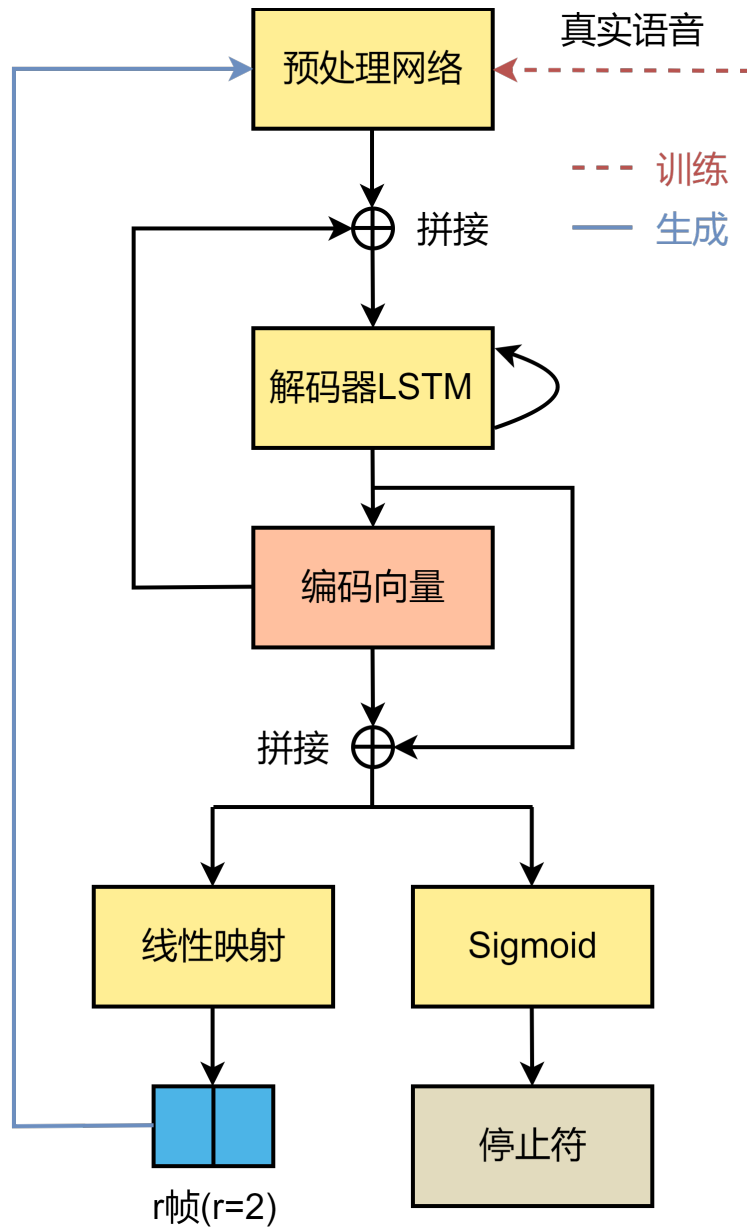 真实语音
预处理网络
训练
拼接
生成
解码器LSTM
编码向量
拼接
线性映射
Sigmoid
停止符
r帧(r=2)